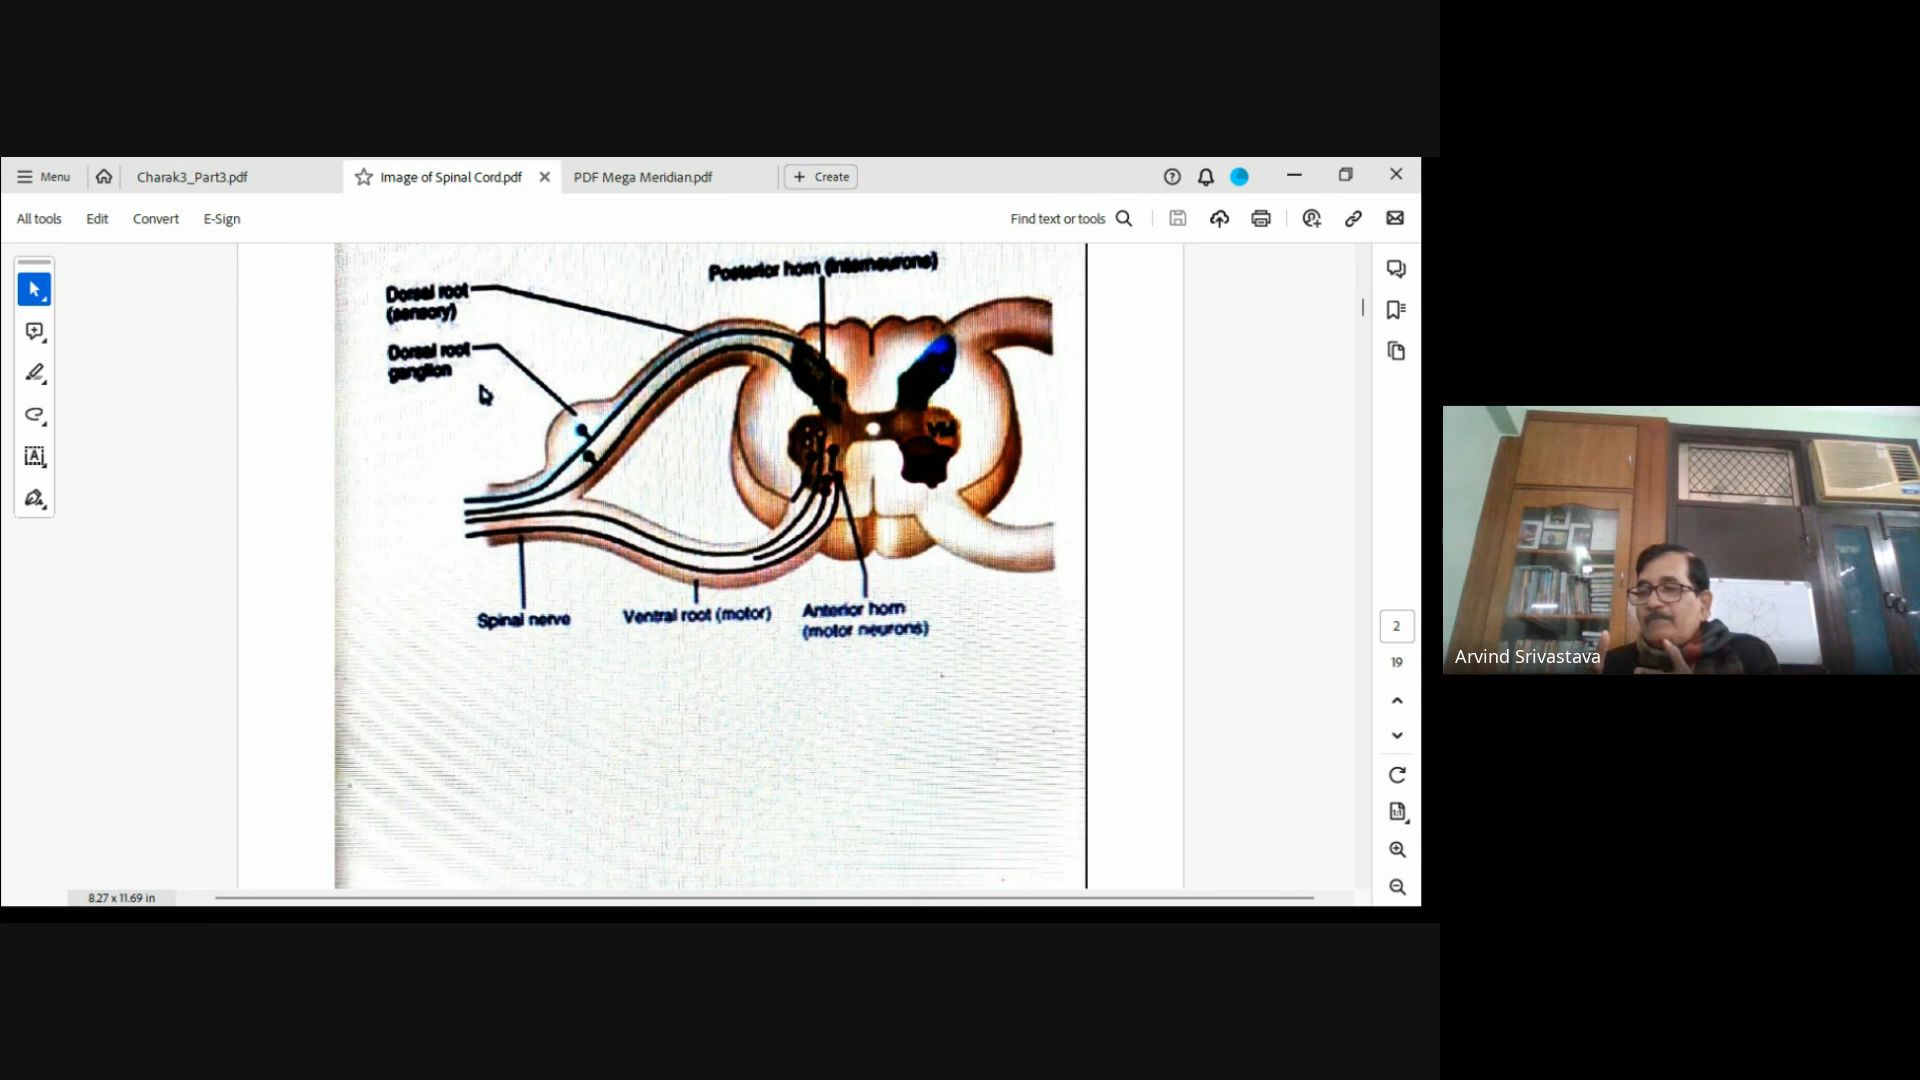 Menu
Charak3_Part3.pdf
Image of Spinal Cord.pdf
PDF Mega Meridian.pdf
Create
All tools
Edit
Convert
E-Sign
Find text or tools
Posterior horn (interneurons)
Dorsal root
(sensory)
Dorsal root
ganglion
Spinal nerve
Ventral root (motor)
Anterior horn
(motor neurons)
2
19
8.27 x 11.69 in
Arvind Srivastava